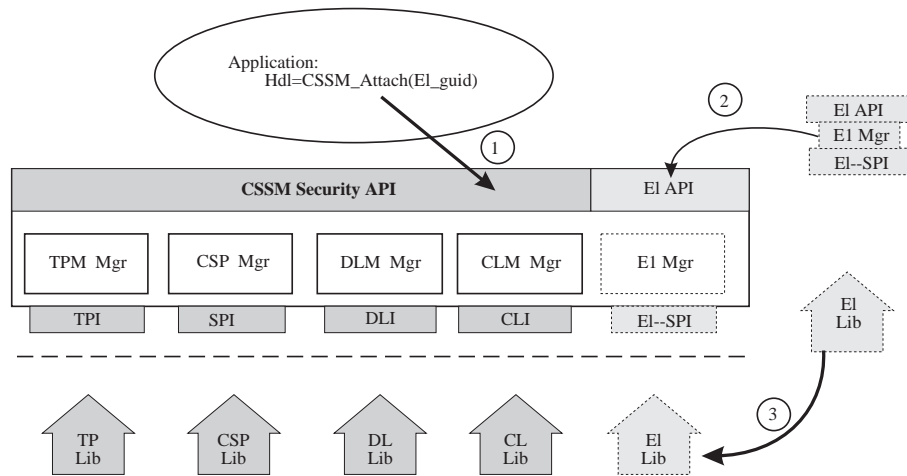 Application:
Hdl=CSSM_Attach(El_guid)
1
2
El API
E1 Mgr
El--SPI
CSSM Security API
El API
TPM Mgr
CSP Mgr
DLM Mgr
CLM Mgr
E1 Mgr
TPI
SPI
DLI
CLI
El--SPI
El
Lib
3
TP
Lib
CSP
Lib
DL
Lib
CL
Lib
El
Lib